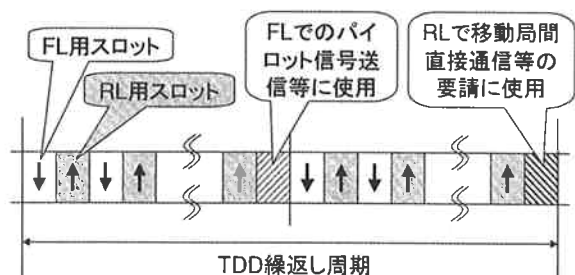 FL用スロット
RL用スロット
FLでのパイ
ロット信号送
信等に使用
RLで移動局間
直接通信等の
要請に使用
TDD繰返し周期